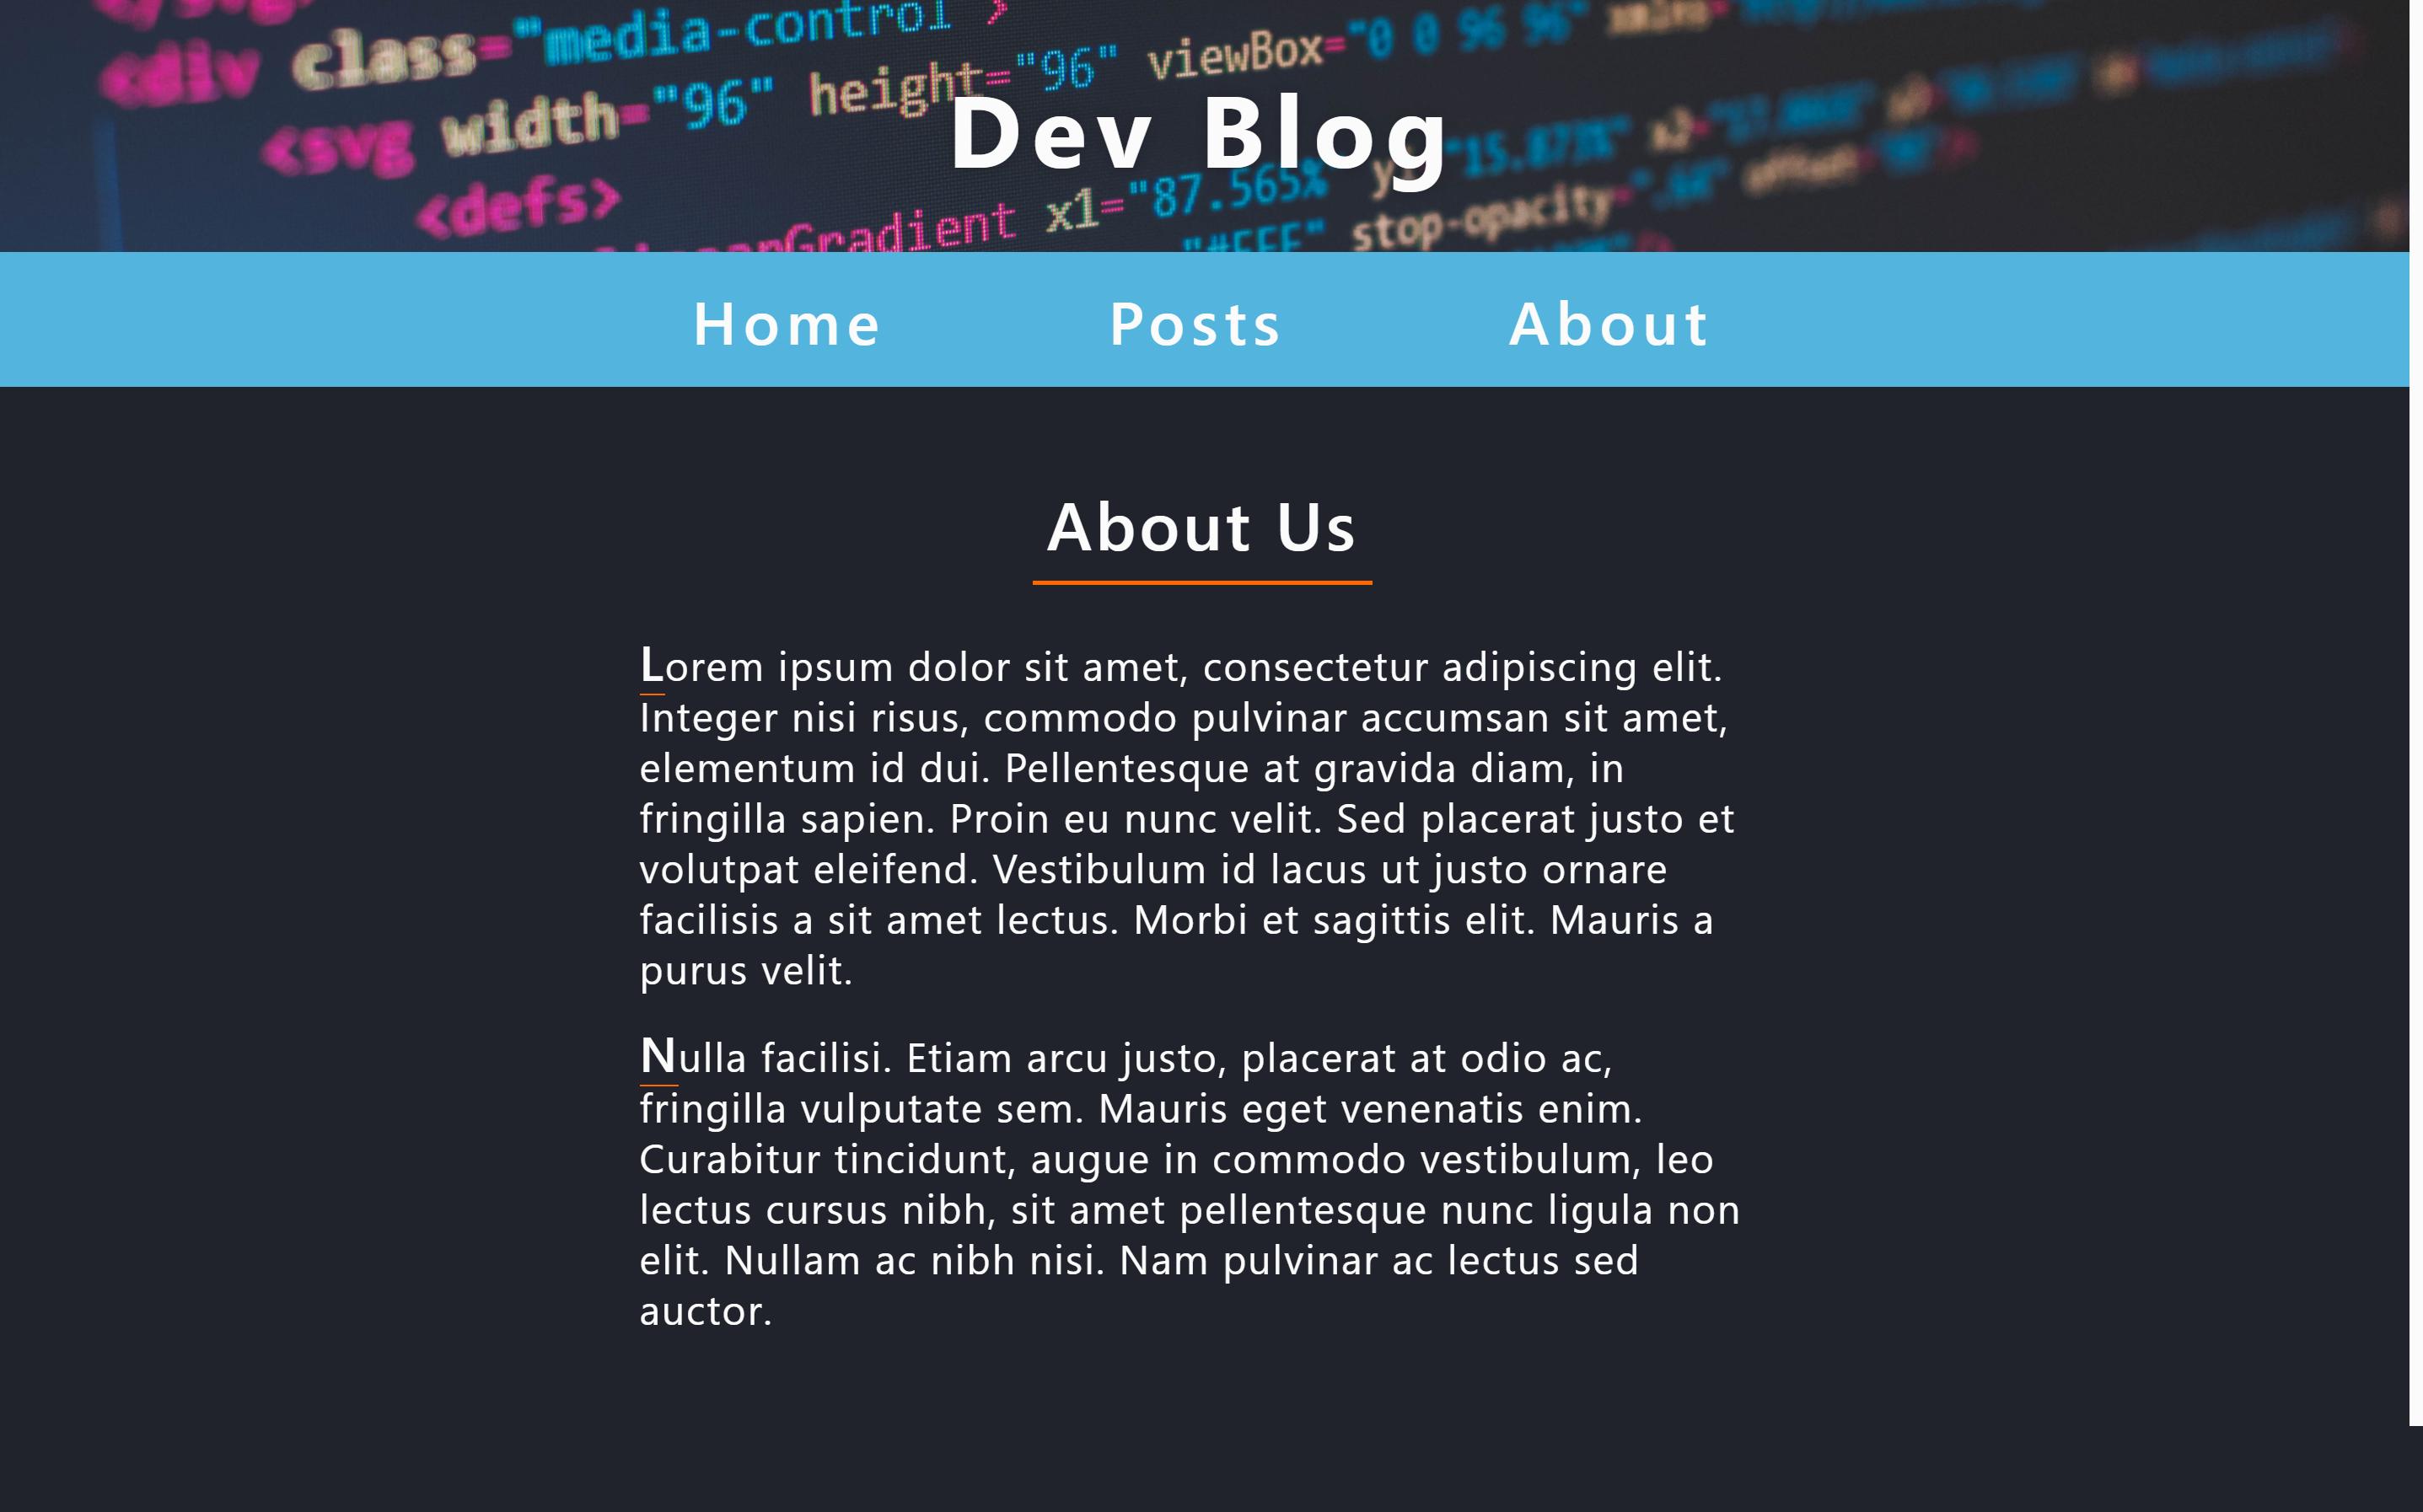 <div class="media-control
<svg width="96" height="96" viewBox="0 0 96 96"
<defs>
x1="87.565%" y1="15.873%"
"#FFF" stop-opacity=
Dev Blog
Home Posts About
About Us
Lorem ipsum dolor sit amet, consectetur adipiscing elit.
Integer nisi risus, commodo pulvinar accumsan sit amet,
elementum id dui. Pellentesque at gravida diam, in
fringilla sapien. Proin eu nunc velit. Sed placerat justo et
volutpat eleifend. Vestibulum id lacus ut justo ornare
facilisis a sit amet lectus. Morbi et sagittis elit. Mauris a
purus velit.
Nulla facilisi. Etiam arcu justo, placerat at odio ac,
fringilla vulputate sem. Mauris eget venenatis enim.
Curabitur tincidunt, augue in commodo vestibulum, leo
lectus cursus nibh, sit amet pellentesque nunc ligula non
elit. Nullam ac nibh nisi. Nam pulvinar ac lectus sed
auctor.